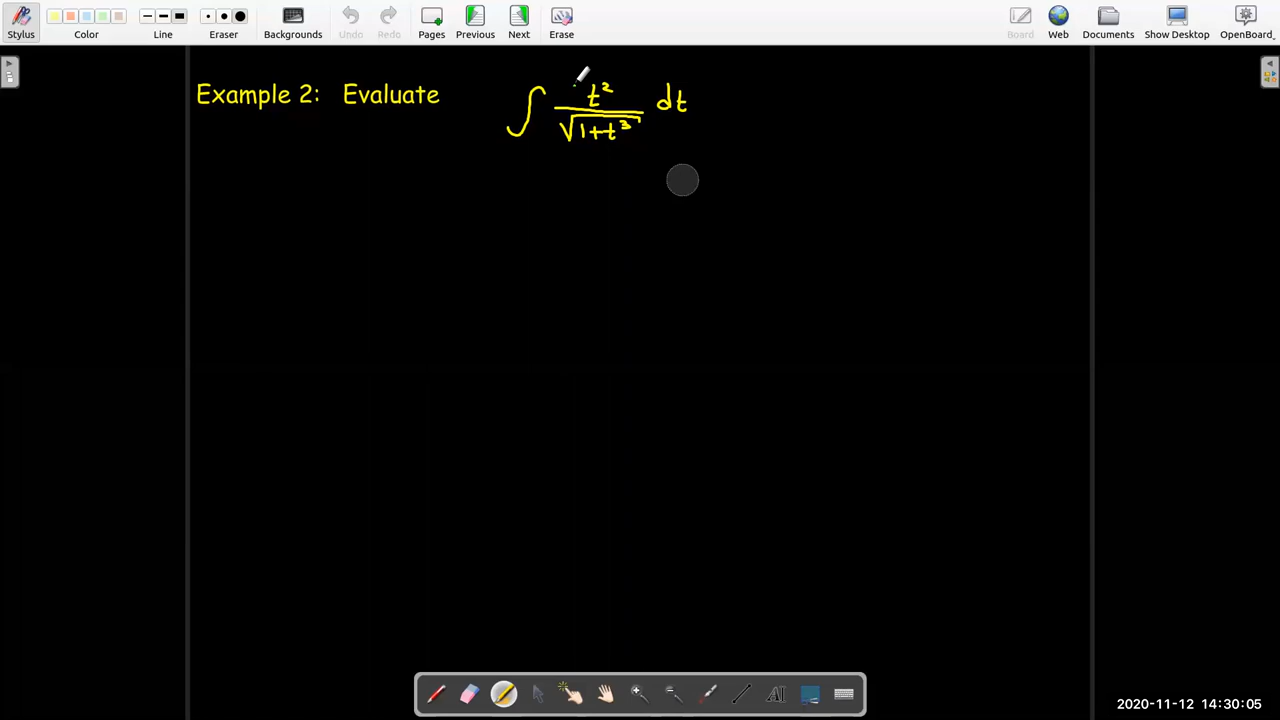 Stylus Color Line Eraser Backgrounds Undo Redo Pages Previous Next Erase Board Web Documents Show Desktop OpenBoard
Example 2: Evaluate ∫ t²/√(1+t³) dt
2020-11-12 14:30:05